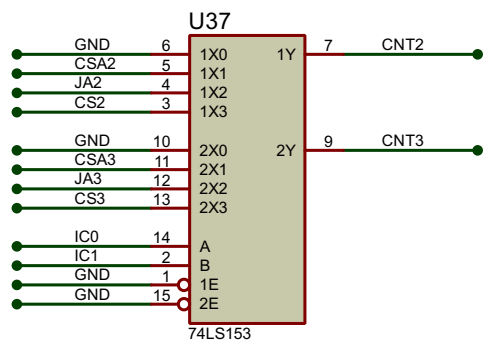 U37
GND 6 1X0 1Y 7 CNT2
CSA2 5 1X1
JA2 4 1X2
CS2 3 1X3
GND 10 2X0 2Y 9 CNT3
CSA3 11 2X1
JA3 12 2X2
CS3 13 2X3
IC0 14 A
IC1 2 B
GND 1 1E
GND 15 2E
74LS153